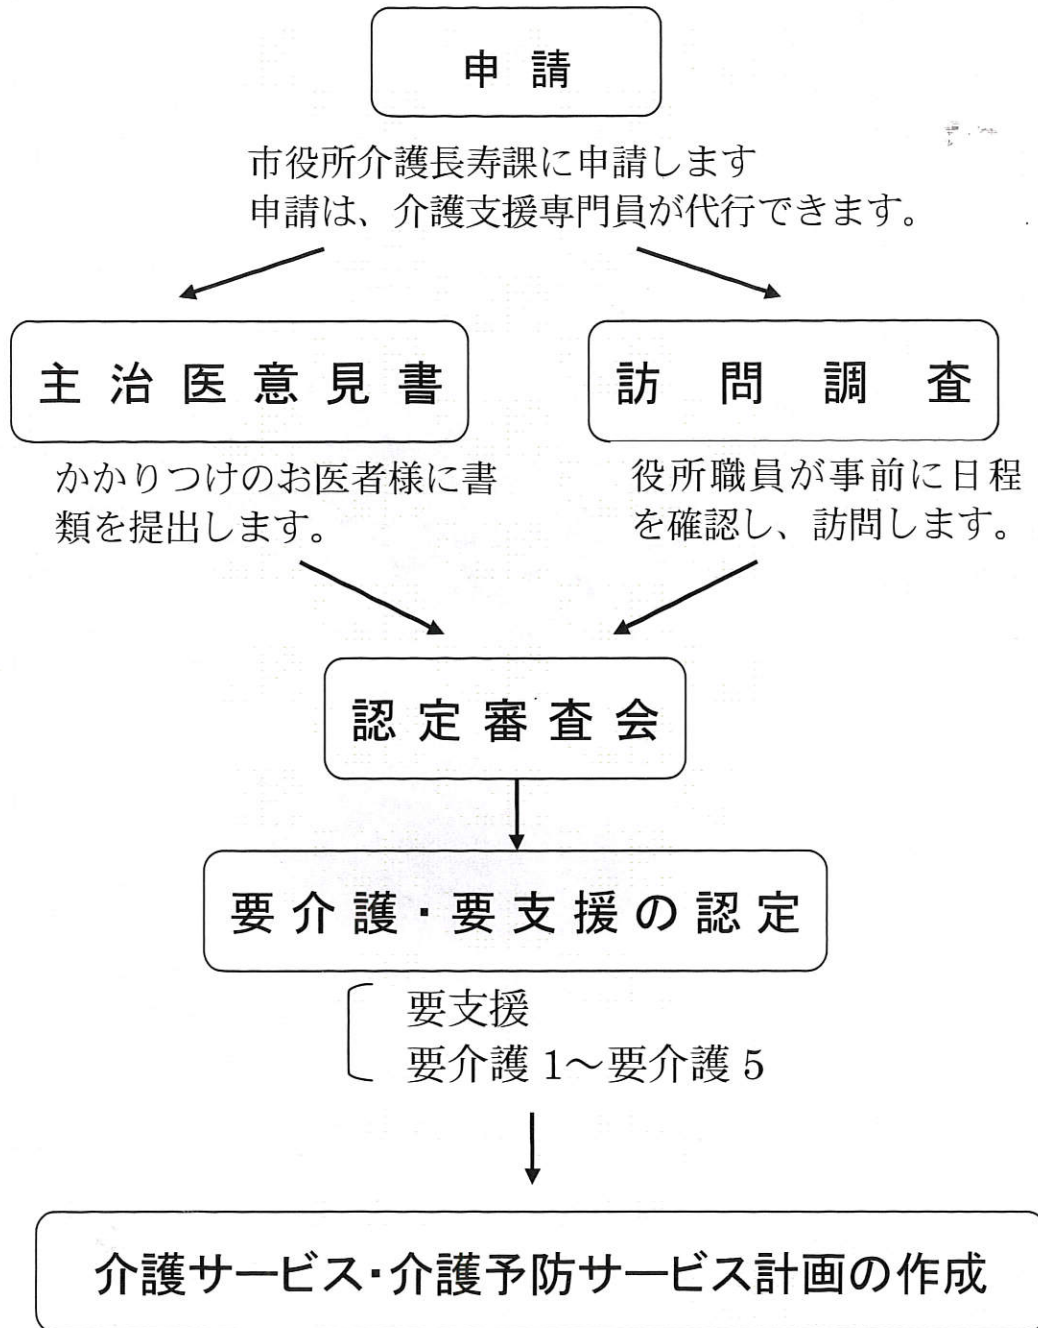 申請
市役所介護長寿課に申請します
申請は、介護支援専門員が代行できます。
主治医意見書
訪問調査
かかりつけのお医者様に書
類を提出します。
役所職員が事前に日程
を確認し、訪問します。
認定審査会
要介護・要支援の認定
要支援
要介護 1～要介護 5
介護サービス・介護予防サービス計画の作成